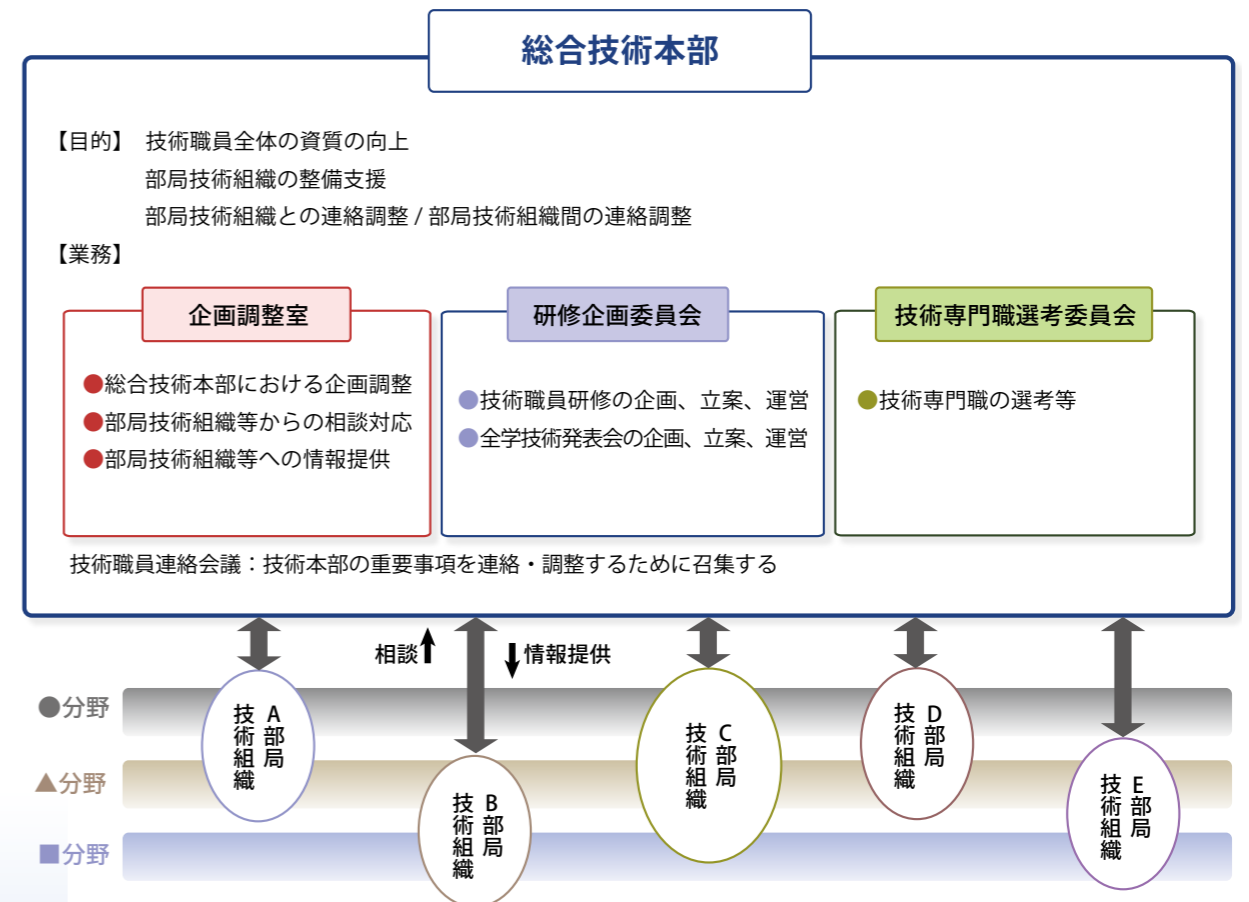 総合技術本部
【目的】 技術職員全体の資質の向上
部局技術組織の整備支援
部局技術組織との連絡調整 / 部局技術組織間の連絡調整
【業務】
企画調整室
●総合技術本部における企画調整
●部局技術組織等からの相談対応
●部局技術組織等への情報提供
研修企画委員会
●技術職員研修の企画、立案、運営
●全学技術発表会の企画、立案、運営
技術専門職選考委員会
●技術専門職の選考等
技術職員連絡会議：技術本部の重要事項を連絡・調整するために召集する
相談
情報提供
●分野
▲分野
■分野
A部局
技術組織
B部局
技術組織
C部局
技術組織
D部局
技術組織
E部局
技術組織